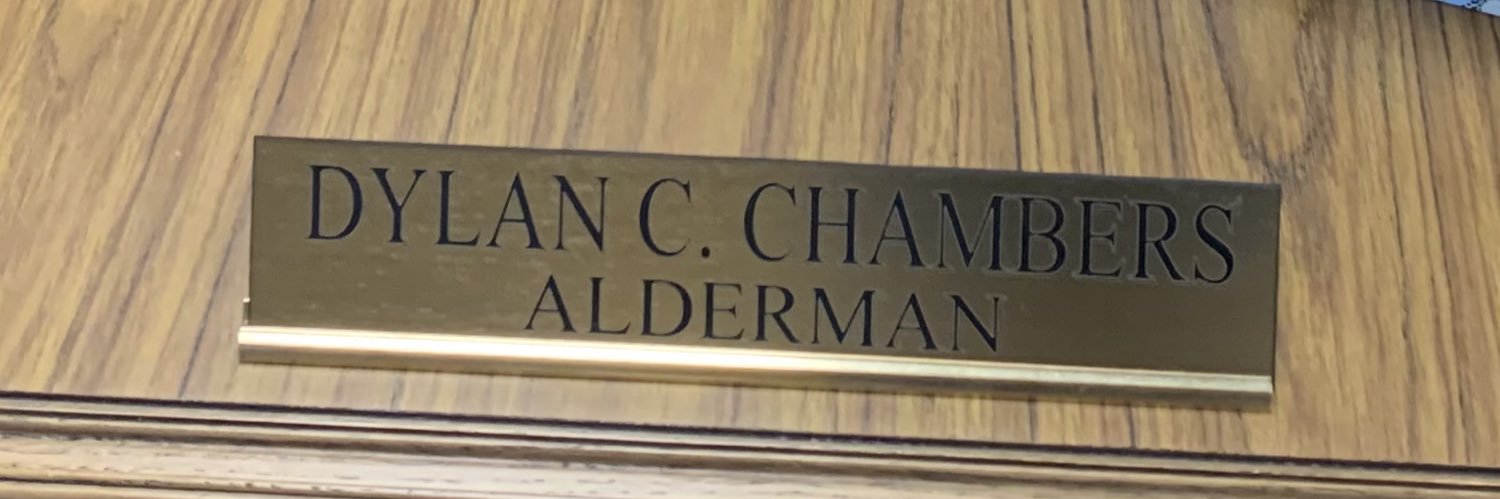 DYLAN C. CHAMBERS
ALDERMAN